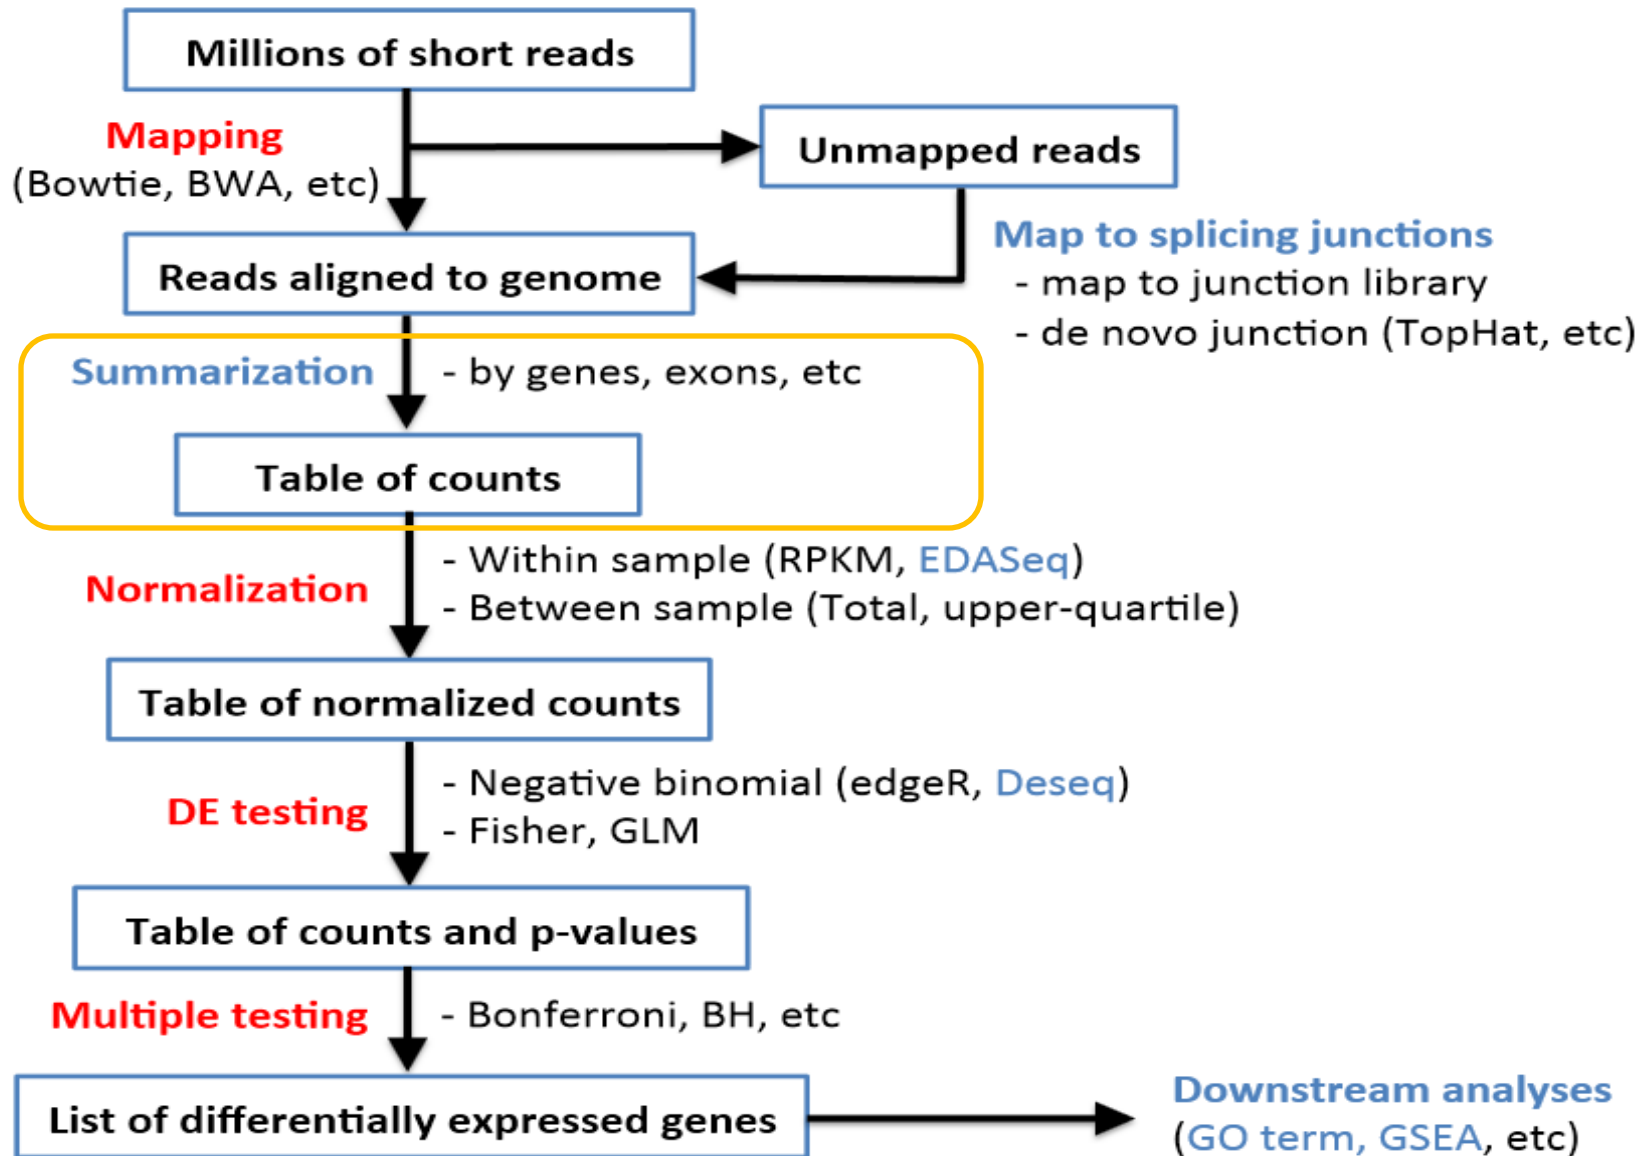 Millions of short reads
Mapping
(Bowtie, BWA, etc)
Unmapped reads
Map to splicing junctions
- map to junction library
- de novo junction (TopHat, etc)
Reads aligned to genome
Summarization
- by genes, exons, etc
Table of counts
Normalization
- Within sample (RPKM, EDASeq)
- Between sample (Total, upper-quartile)
Table of normalized counts
DE testing
- Negative binomial (edgeR, Deseq)
- Fisher, GLM
Table of counts and p-values
Multiple testing
- Bonferroni, BH, etc
List of differentially expressed genes
Downstream analyses
(GO term, GSEA, etc)